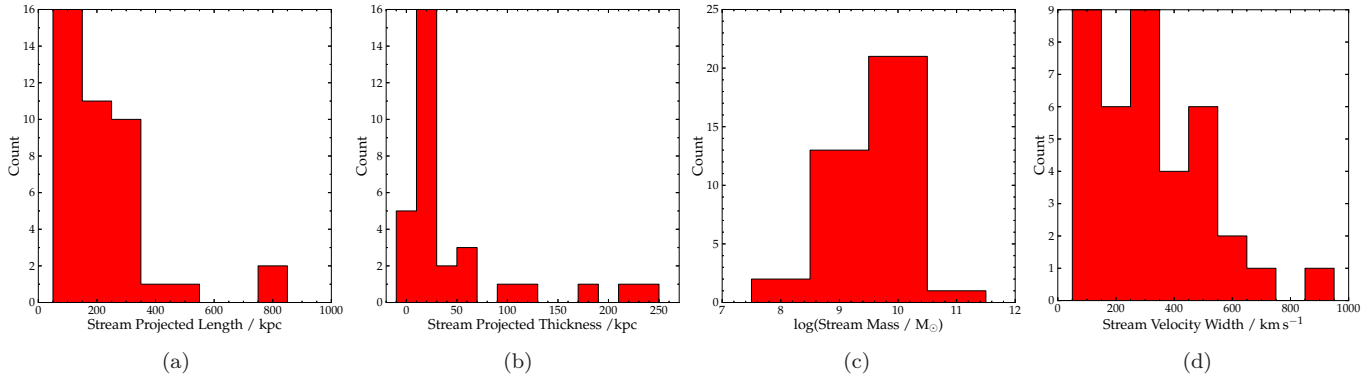 16
14
12
10
8
6
4
2
0
Count
0 200 400 600 800 1000
Stream Projected Length / kpc
(a)
16
14
12
10
8
6
4
2
0
Count
0 50 100 150 200 250
Stream Projected Thickness /kpc
(b)
25
20
15
10
5
0
Count
7 8 9 10 11 12
log(Stream Mass / M⊙)
(c)
9
8
7
6
5
4
3
2
1
0
Count
0 200 400 600 800 1000
Stream Velocity Width / km s⁻¹
(d)